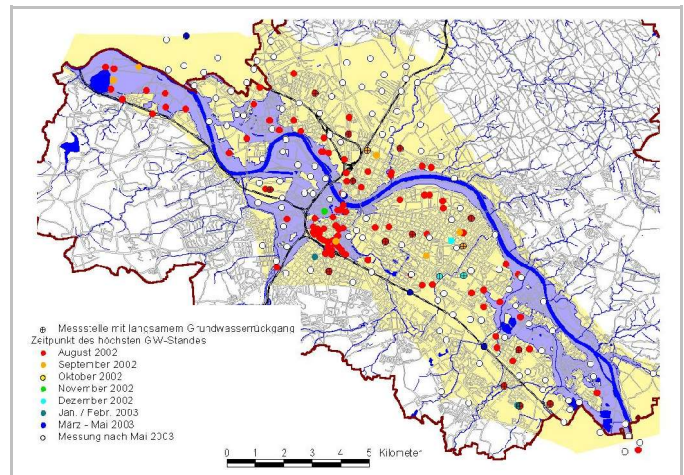 Messstelle mit langsamem Grundwasserrückgang
Zeitpunkt des höchsten GW-Standes
August 2002
September 2002
Oktober 2002
November 2002
Dezember 2002
Jan. / Febr. 2003
März - Mai 2003
Messung nach Mai 2003
0 1 2 3 4 5 Kilometer